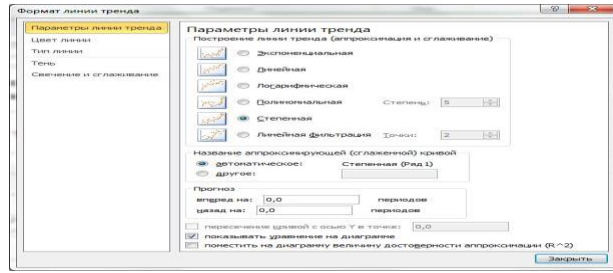 Формат линии тренда
Параметры линии тренда
Цвет линии
Тип линии
Тень
Свечение и сглаживание
Параметры линии тренда
Построение линии тренда (аппроксимация и сглаживание)
Экспоненциальная
Линейная
Логарифмическая
Полиномиальная Степень: 5
Степенная
Линейная фильтрация Точки: 2
Название аппроксимирующей (сглаженной) кривой
автоматическое: Степенная (Ряд1)
другое:
Прогноз
вперед на: 0,0 периодов
назад на: 0,0 периодов
пересечение кривой с осью Y в точке: 0,0
показывать уравнение на диаграмме
поместить на диаграмму величину достоверности аппроксимации (R^2)
Закрыть